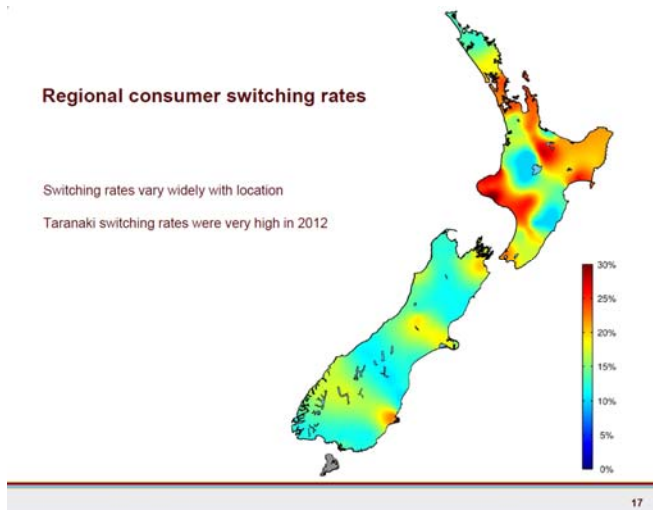 Regional consumer switching rates
Switching rates vary widely with location
Taranaki switching rates were very high in 2012
30%
25%
20%
15%
10%
5%
0%
17